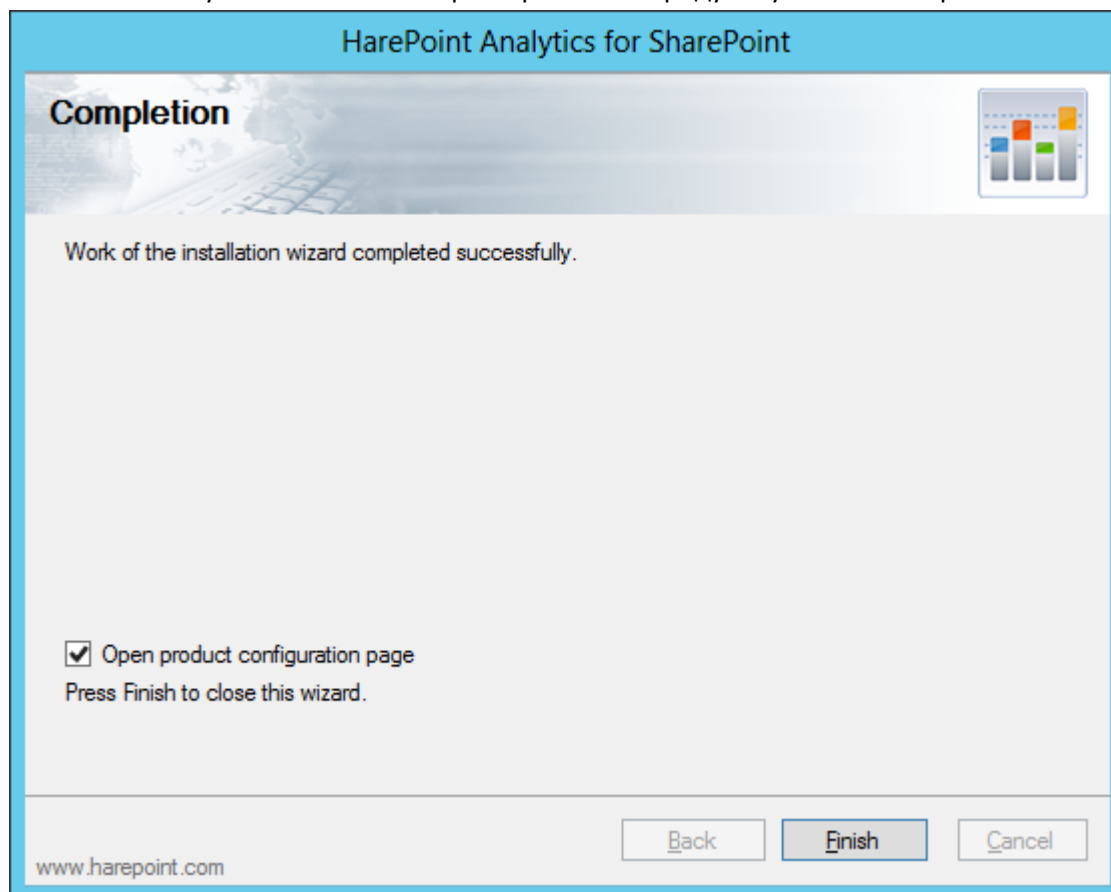 HarePoint Analytics for SharePoint
Completion
Work of the installation wizard completed successfully.
Open product configuration page
Press Finish to close this wizard.
Back Finish Cancel
www.harepoint.com